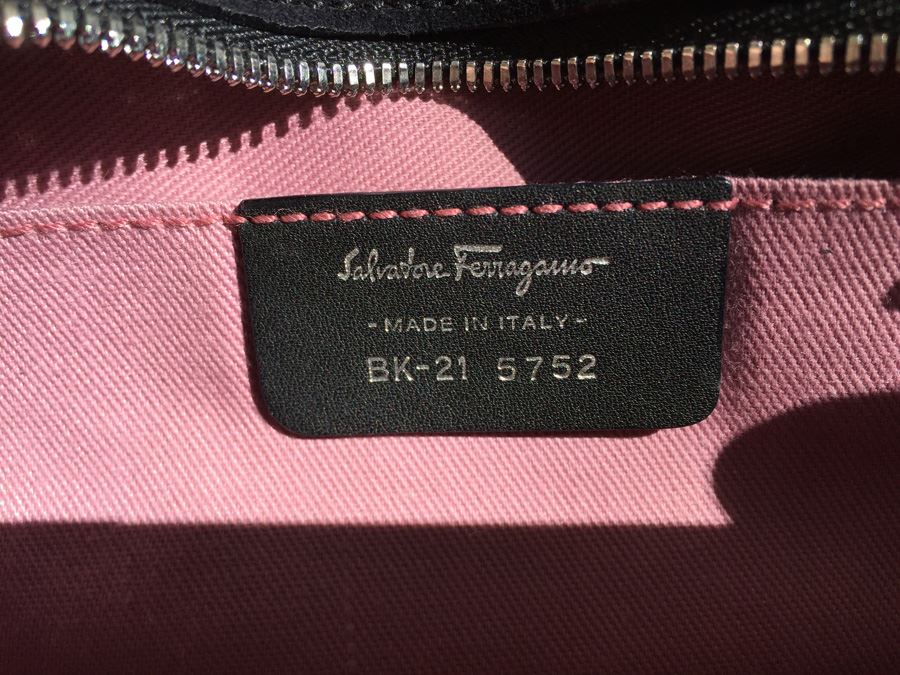 Salvatore Ferragamo
-MADE IN ITALY-
BK-21 5752